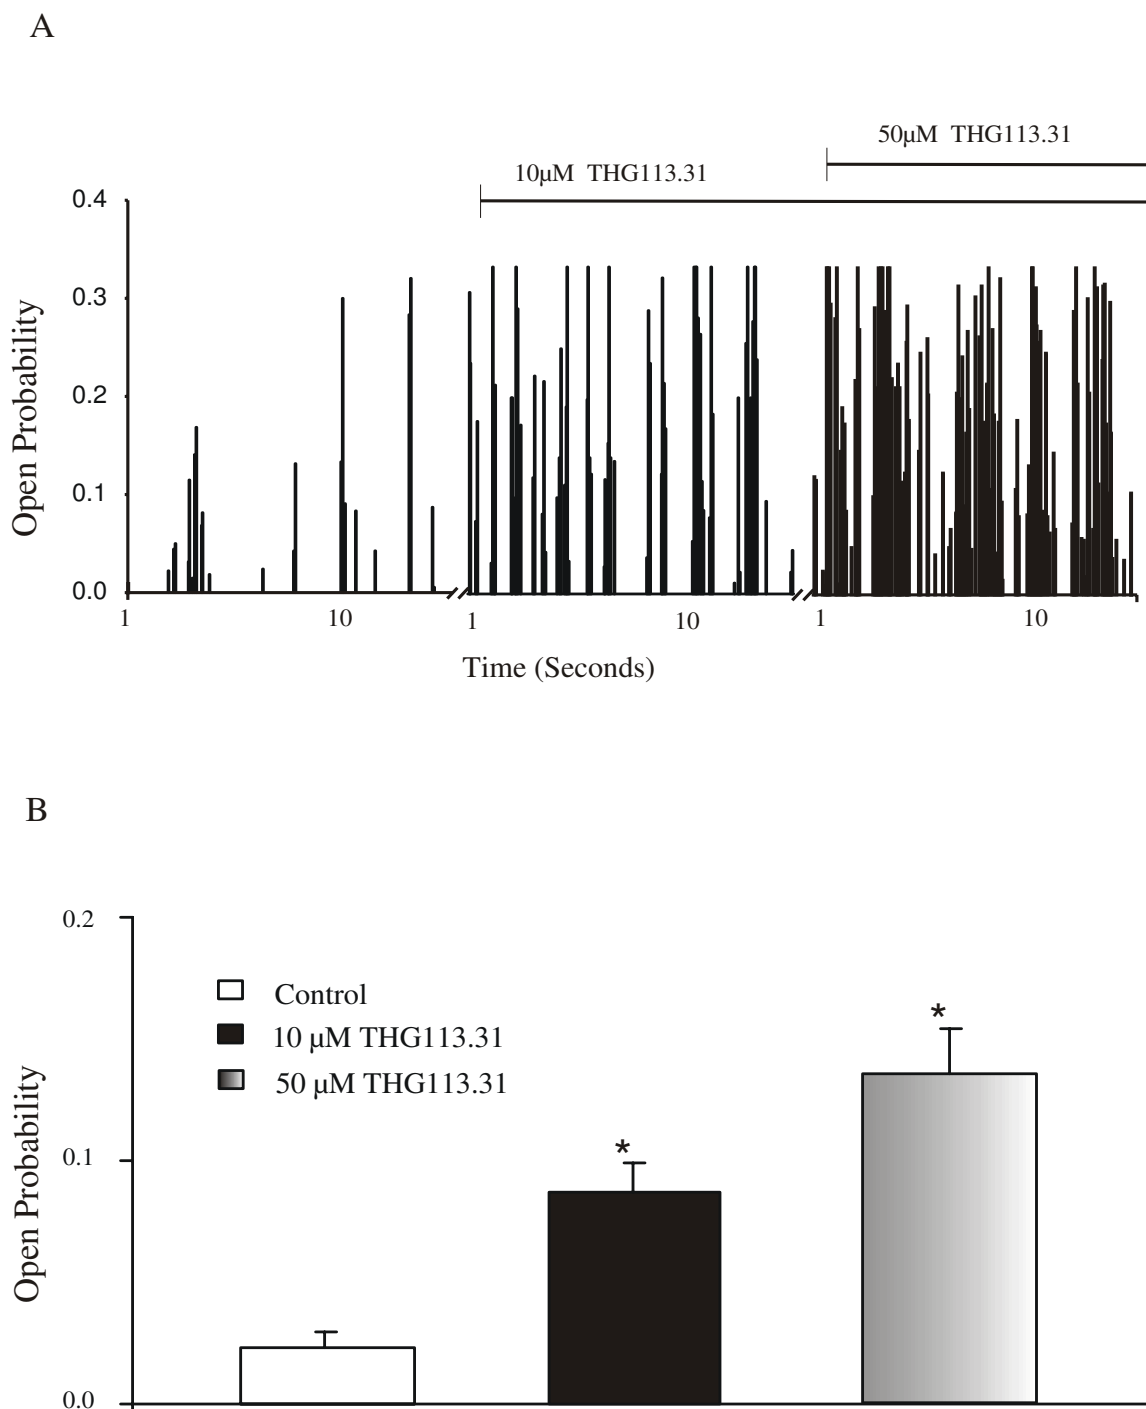 A
50µM THG113.31
10µM THG113.31
0.4
0.3
0.2
0.1
0.0
Open Probability
1 10 1 10 1 10
Time (Seconds)
B
0.2
0.1
0.0
Open Probability
Control
10 µM THG113.31
50 µM THG113.31
*
*